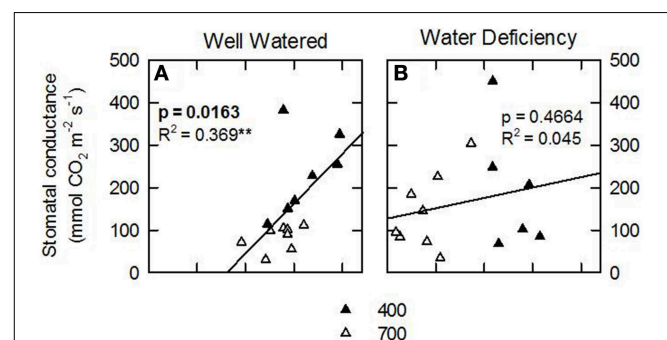 Well Watered
Water Deficiency
500
400
300
200
100
0
A
p = 0.0163
R² = 0.369**
B
p = 0.4664
R² = 0.045
500
400
300
200
100
0
Stomatal conductance
(mmol CO₂ m⁻² s⁻¹)
400
700